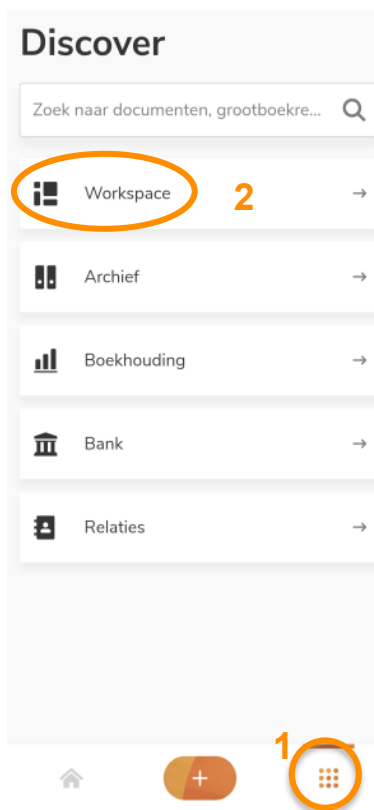 Discover
Zoek naar documenten, grootboekre...
Workspace
2
Archief
Boekhouding
Bank
Relaties
1